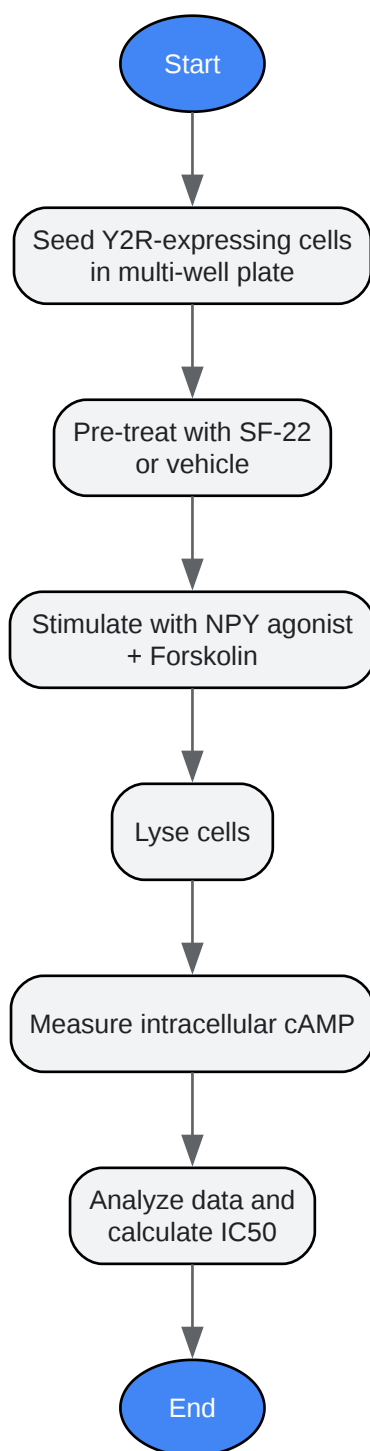 Start
Seed Y2R-expressing cells
in multi-well plate
Pre-treat with SF-22
or vehicle
Stimulate with NPY agonist
+ Forskolin
Lyse cells
Measure intracellular cAMP
Analyze data and
calculate IC50
End